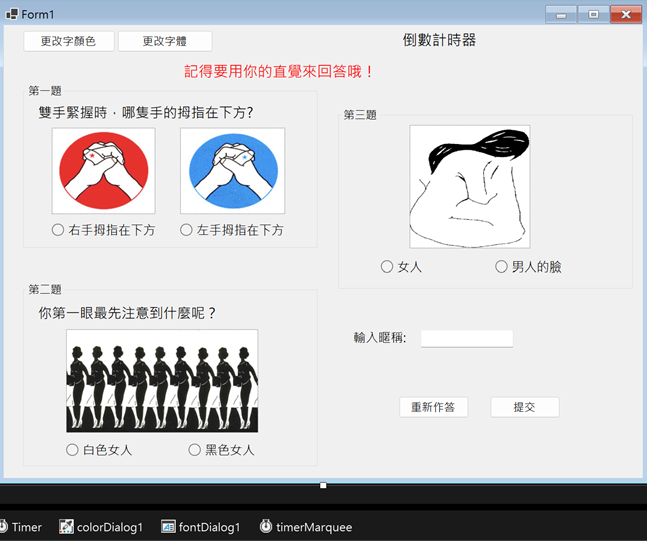 Form1
更改字顏色
更改字體
倒數計時器
記得要用你的直覺來回答哦！
第一題
雙手緊握時，哪隻手的拇指在下方?
右手拇指在下方
左手拇指在下方
第三題
女人
男人的臉
第二題
你第一眼最先注意到什麼呢？
白色女人
黑色女人
輸入暱稱:
重新作答
提交
Timer
colorDialog1
fontDialog1
timerMarquee